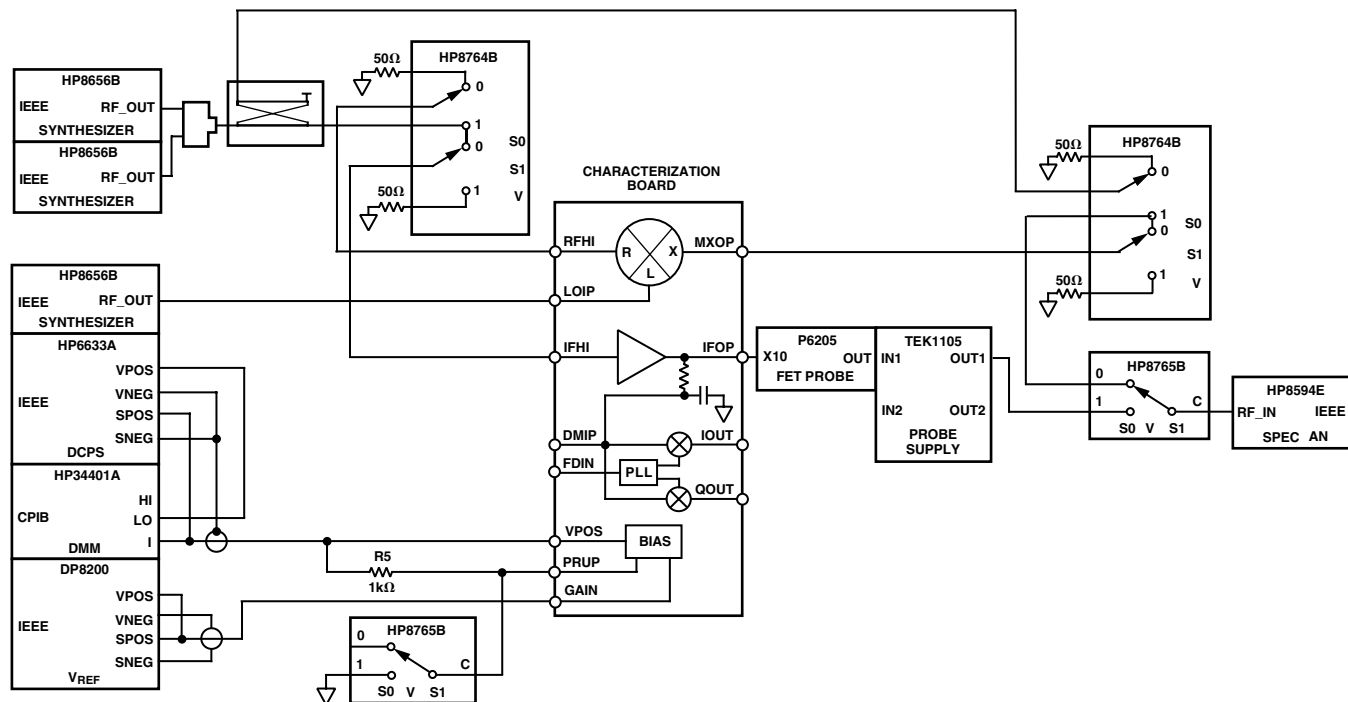 HP8656B
IEEE
RF_OUT
SYNTHESIZER
HP8656B
IEEE
RF_OUT
SYNTHESIZER
50Ω
HP8764B
0
1
0
S0
S1
50Ω
1
V
50Ω
HP8764B
0
1
0
S0
S1
50Ω
1
V
CHARACTERIZATION
BOARD
RFHI
R
X
L
MXOP
LOIP
IFHI
IFOP
DMIP
IOUT
FDIN
PLL
QOUT
VPOS
BIAS
PRUP
GAIN
HP8656B
IEEE
RF_OUT
SYNTHESIZER
HP6633A
VPOS
VNEG
IEEE
SPOS
SNEG
DCPS
HP34401A
HI
CPIB
LO
DMM
I
DP8200
VPOS
VNEG
IEEE
SPOS
SNEG
VREF
R5
1kΩ
HP8765B
0
1
C
S0 V S1
P6205
X10 OUT
FET PROBE
TEK1105
IN1 OUT1
IN2 OUT2
PROBE
SUPPLY
HP8765B
0
1
C
S0 V S1
HP8594E
RF_IN IEEE
SPEC AN